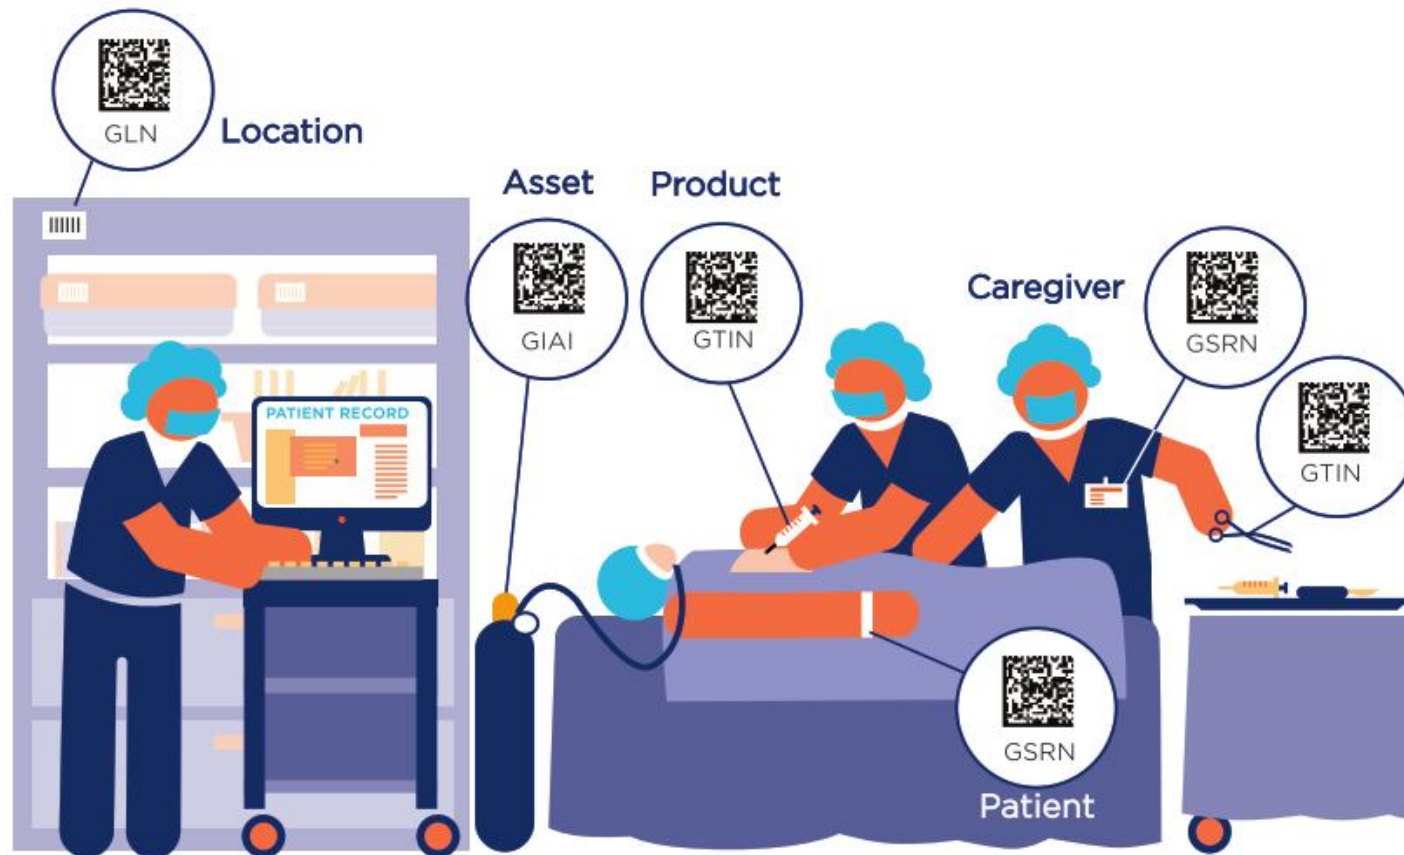 GLN
Location
Asset
Product
GIAI
GTIN
Caregiver
GSRN
GTIN
PATIENT RECORD
GSRN
Patient